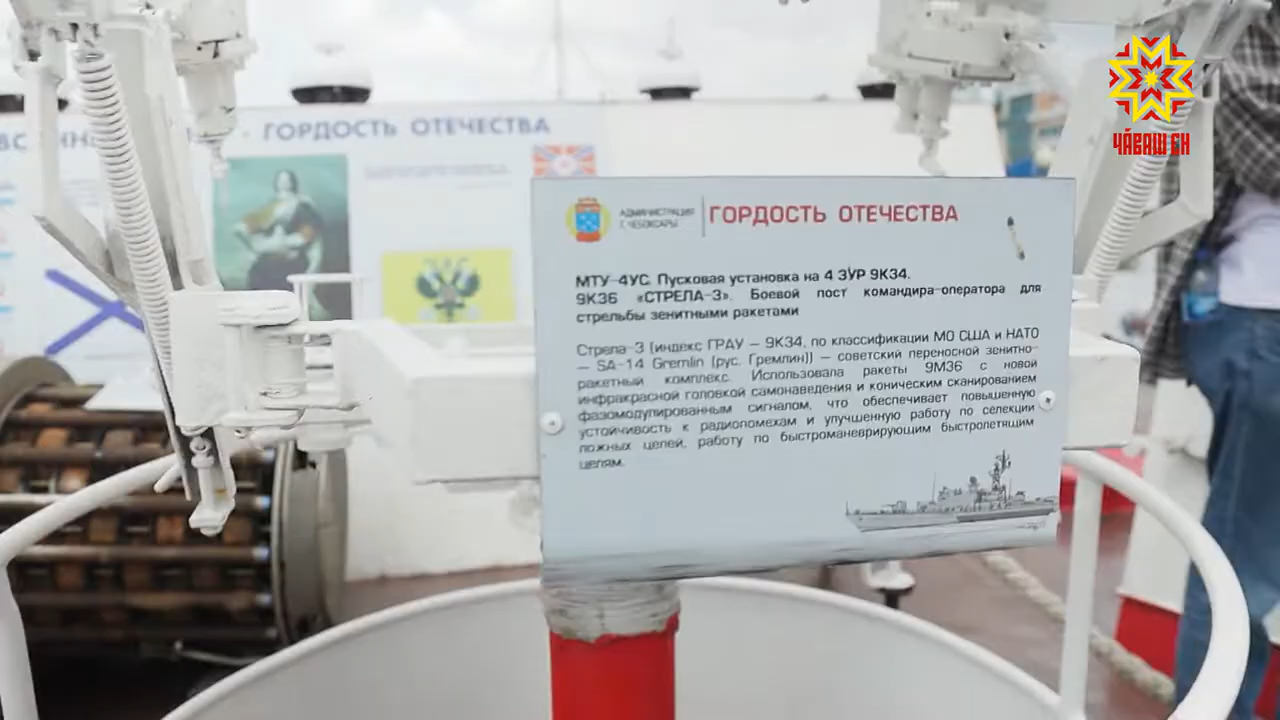 ЧӐВАШ ЕН
- ГОРДОСТЬ ОТЕЧЕСТВА
АДМИНИСТРАЦИЯ
Г. ЧЕБОКСАРЫ
ГОРДОСТЬ ОТЕЧЕСТВА
МТУ-4УС. Пусковая установка на 4 ЗУР 9К34.
9К36 «СТРЕЛА-3». Боевой пост командира-оператора для
стрельбы зенитными ракетами
Стрела-3 (индекс ГРАУ — 9К34, по классификации МО США и НАТО
— SA-14 Gremlin (рус. Гремлин)) — советский переносной зенитно-
ракетный комплекс. Использовала ракеты 9М36 с новой
инфракрасной головкой самонаведения и коническим сканированием
фазомодулированным сигналом, что обеспечивает повышенную
устойчивость к радиопомехам и улучшенную работу по селекции
ложных целей, работу по быстроманеврирующим быстролетящим
целям.